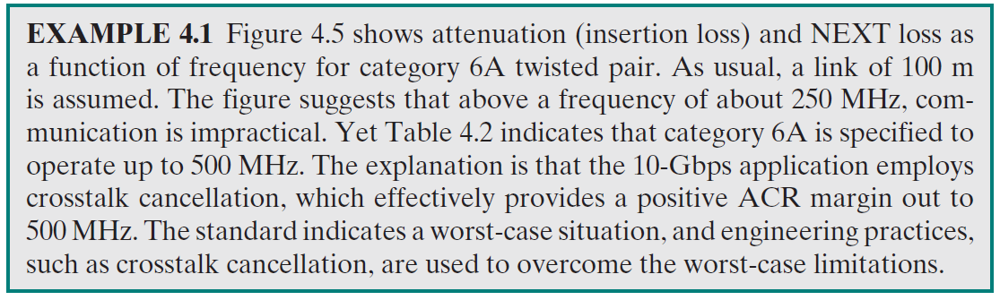 EXAMPLE 4.1 Figure 4.5 shows attenuation (insertion loss) and NEXT loss as
a function of frequency for category 6A twisted pair. As usual, a link of 100 m
is assumed. The figure suggests that above a frequency of about 250 MHz, com-
munication is impractical. Yet Table 4.2 indicates that category 6A is specified to
operate up to 500 MHz. The explanation is that the 10-Gbps application employs
crosstalk cancellation, which effectively provides a positive ACR margin out to
500 MHz. The standard indicates a worst-case situation, and engineering practices,
such as crosstalk cancellation, are used to overcome the worst-case limitations.